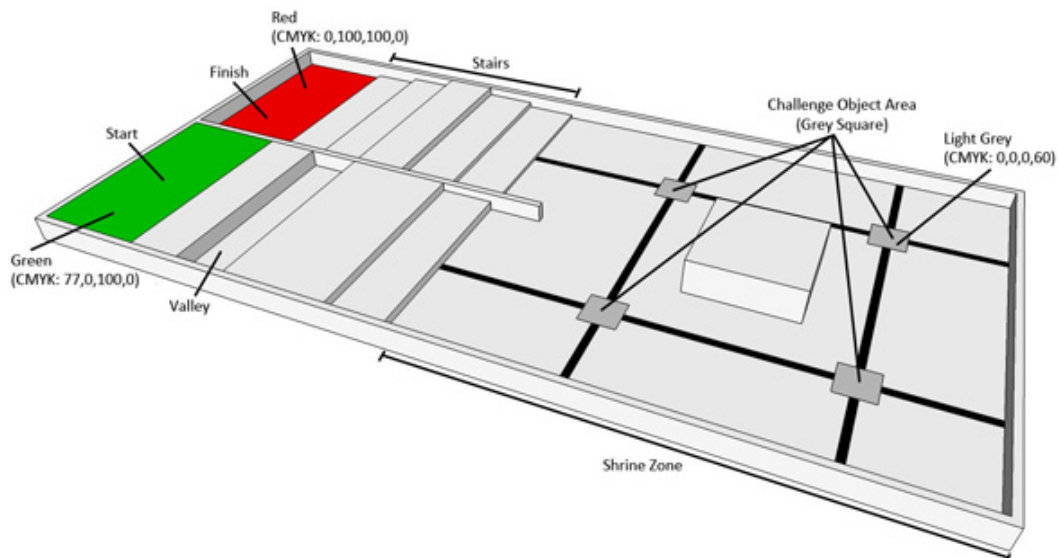 Red
(CMYK: 0,100,100,0)
Finish
Stairs
Start
Challenge Object Area
(Grey Square)
Light Grey
(CMYK: 0,0,0,60)
Green
(CMYK: 77,0,100,0)
Valley
Shrine Zone